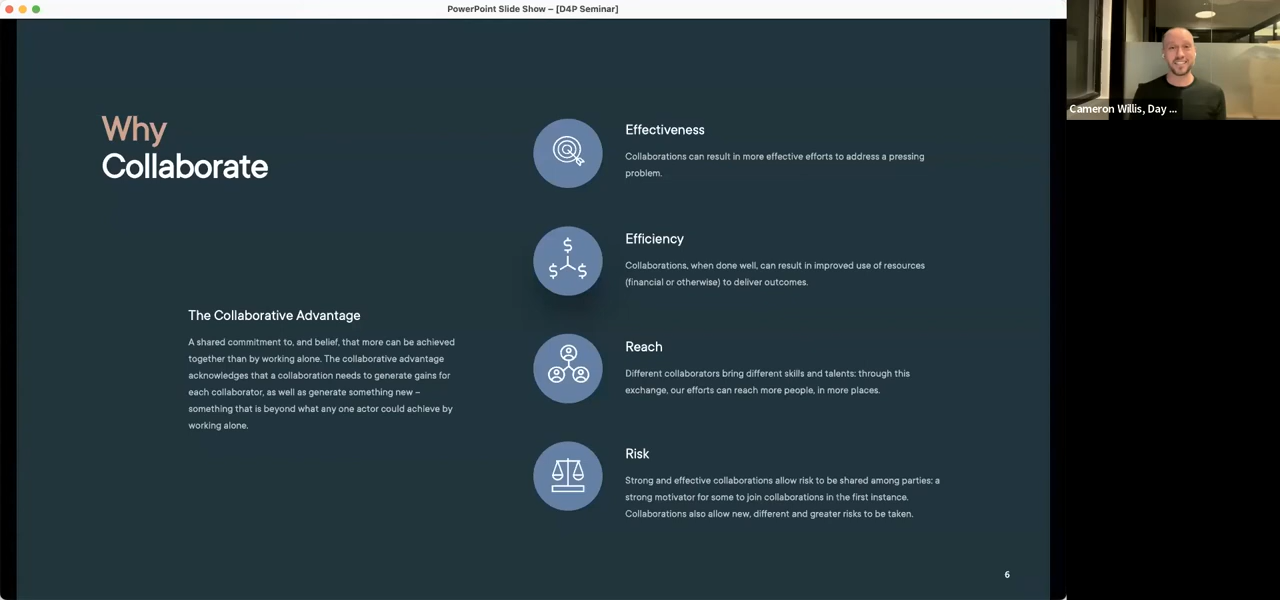 PowerPoint Slide Show – [D4P Seminar]
Cameron Willis, Day ...
Why
Collaborate
The Collaborative Advantage
A shared commitment to, and belief, that more can be achieved
together than by working alone. The collaborative advantage
acknowledges that a collaboration needs to generate gains for
each collaborator, as well as generate something new –
something that is beyond what any one actor could achieve by
working alone.
Effectiveness
Collaborations can result in more effective efforts to address a pressing
problem.
$
$ $
Efficiency
Collaborations, when done well, can result in improved use of resources
(financial or otherwise) to deliver outcomes.
Reach
Different collaborators bring different skills and talents: through this
exchange, our efforts can reach more people, in more places.
Risk
Strong and effective collaborations allow risk to be shared among parties: a
strong motivator for some to join collaborations in the first instance.
Collaborations also allow new, different and greater risks to be taken.
6